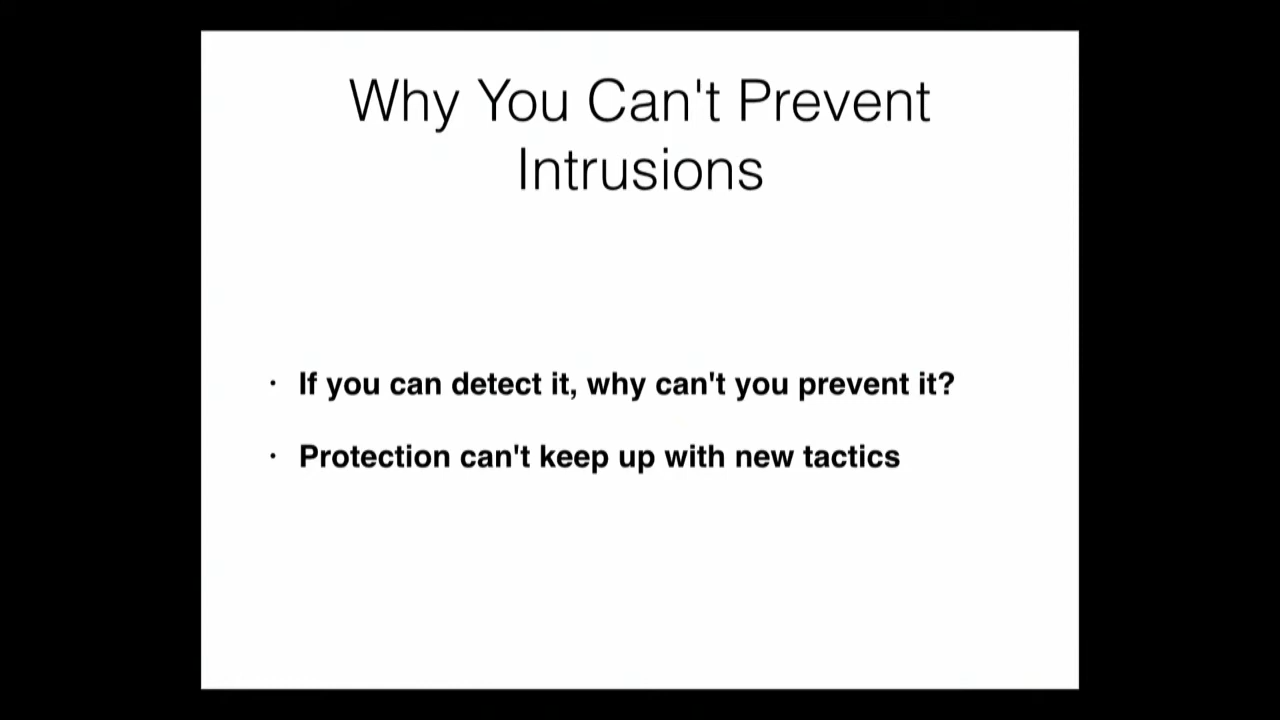 Why You Can't Prevent
Intrusions
· If you can detect it, why can't you prevent it?
· Protection can't keep up with new tactics